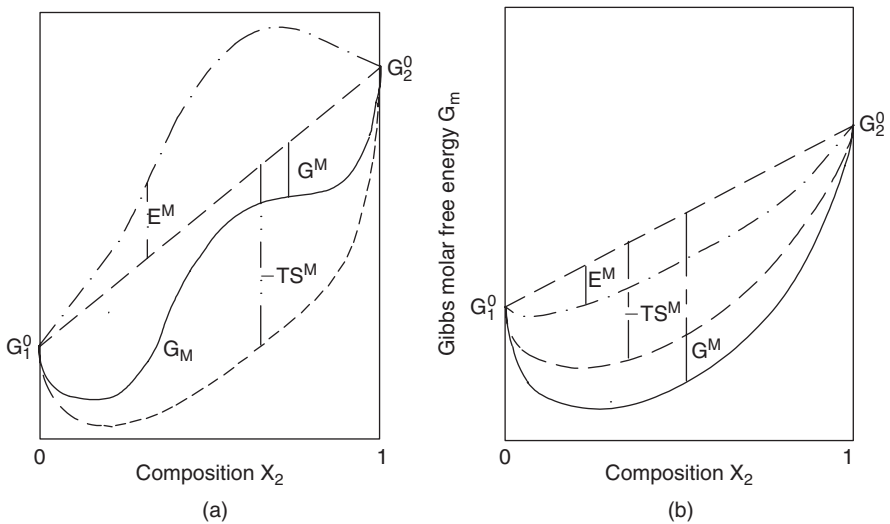 G₂⁰
Gᴹ
Eᴹ
–TSᴹ
G_M
G₁⁰
0
1
Composition X₂
(a)
Gibbs molar free energy Gₘ
G₂⁰
Eᴹ
–TSᴹ
Gᴹ
G₁⁰
0
1
Composition X₂
(b)